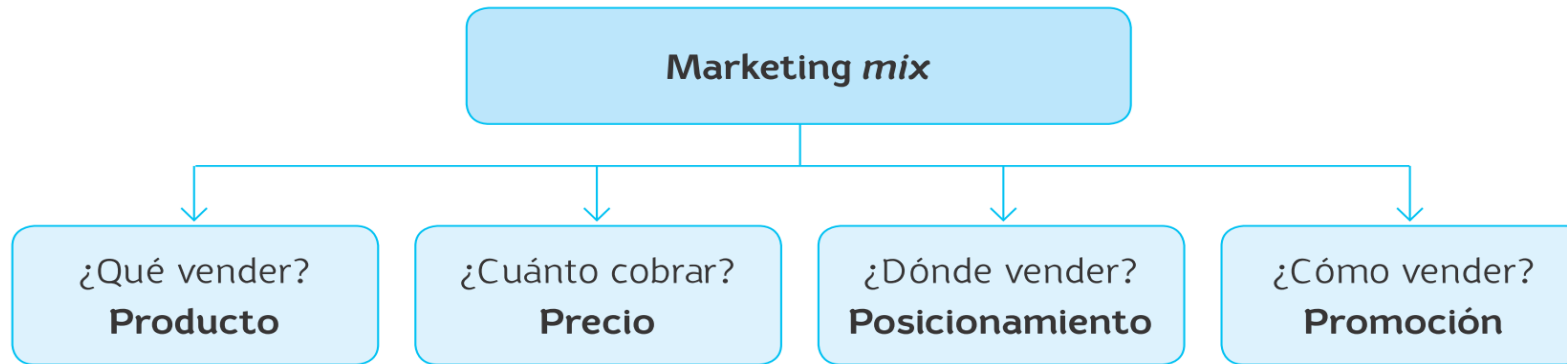 Marketing mix
¿Qué vender?
Producto
¿Cuánto cobrar?
Precio
¿Dónde vender?
Posicionamiento
¿Cómo vender?
Promoción